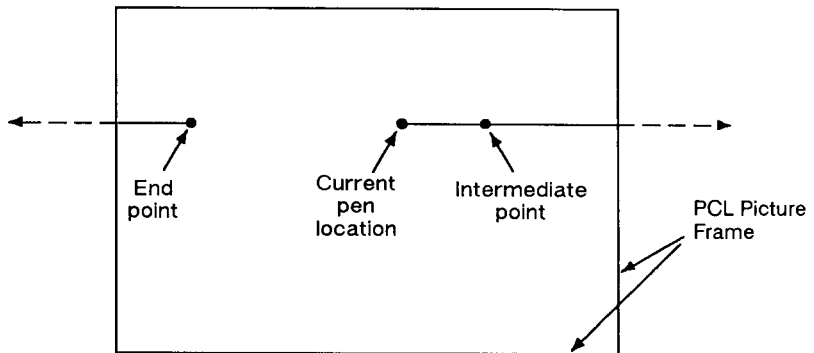 End
point
Current
pen
location
Intermediate
point
PCL Picture
Frame